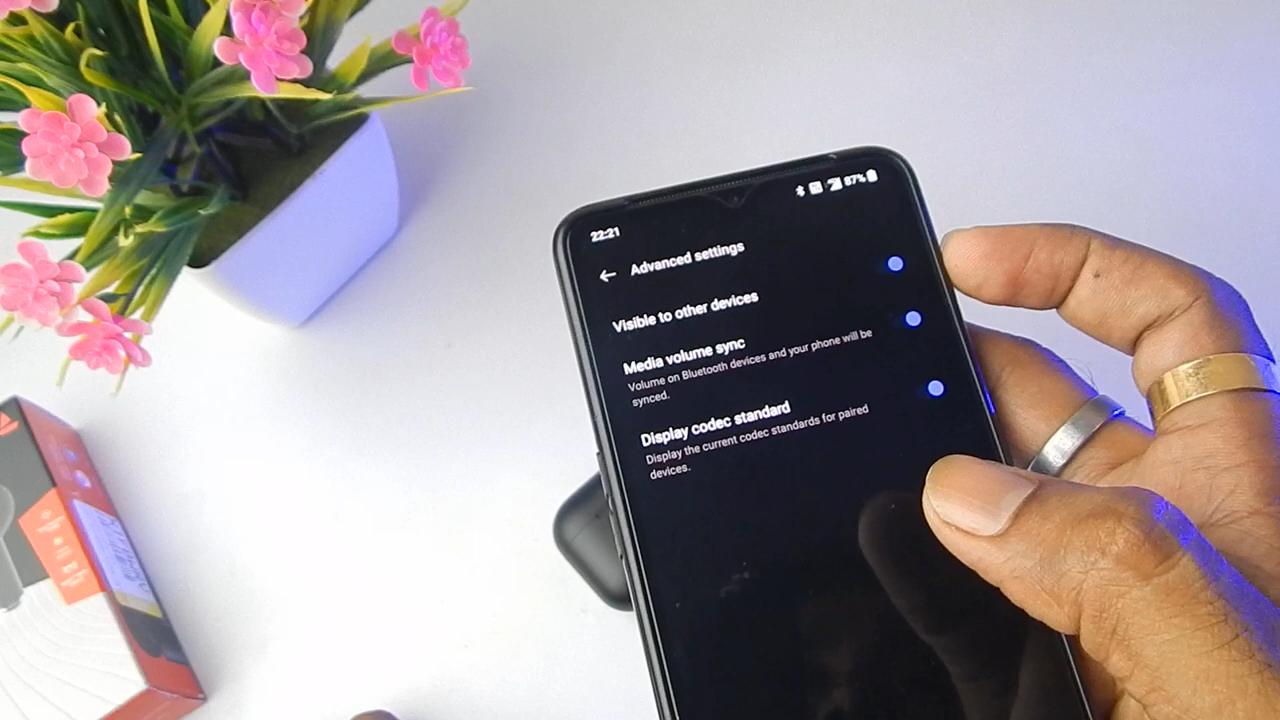 22:21
87%
Advanced settings
Visible to other devices
Media volume sync
Volume on Bluetooth devices and your phone will be
synced.
Display codec standard
Display the current codec standards for paired
devices.